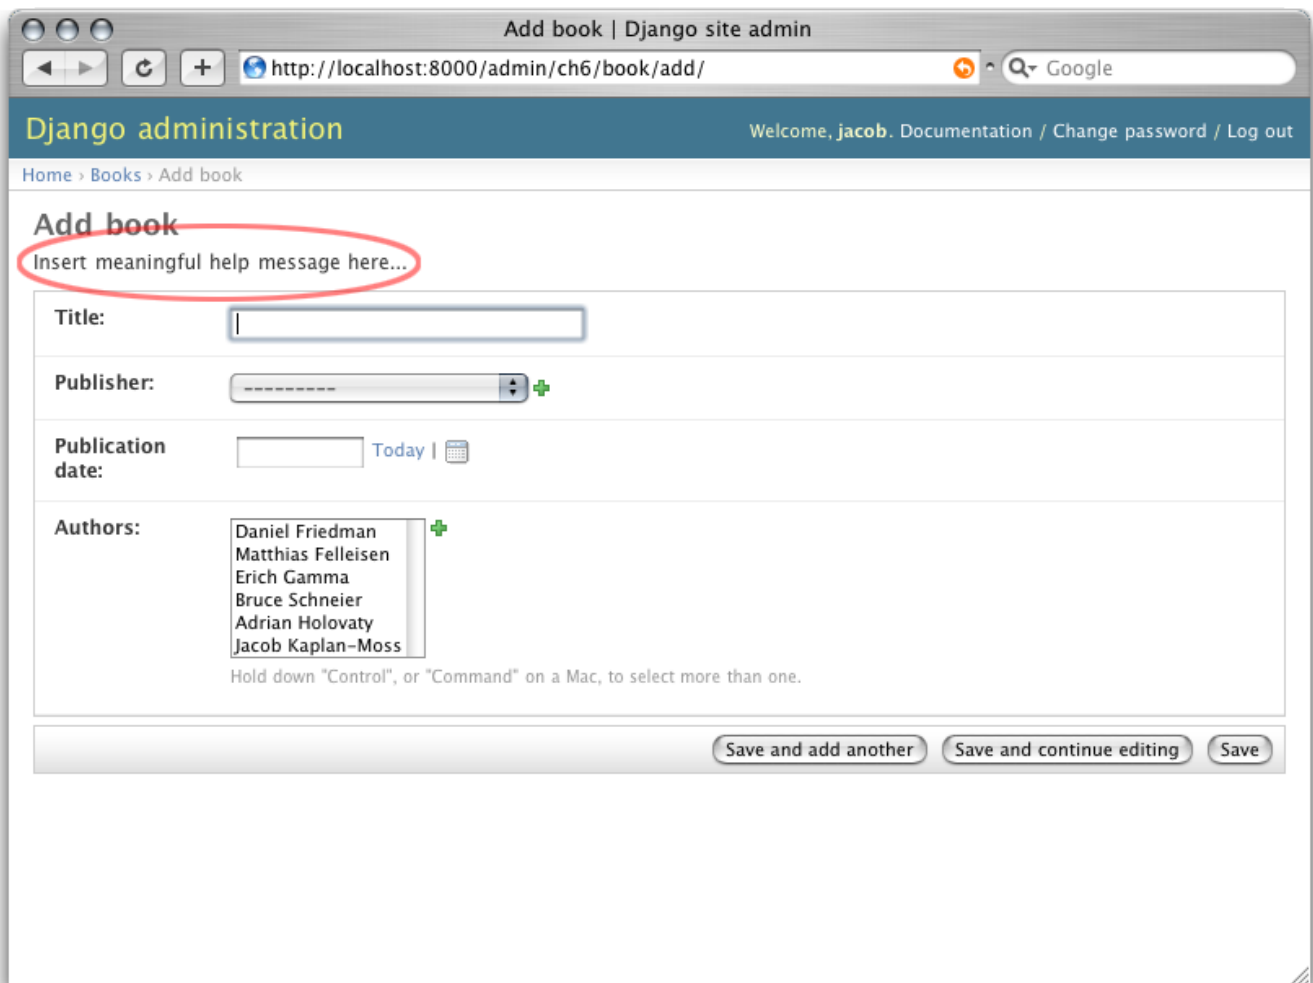 Add book | Django site admin
http://localhost:8000/admin/ch6/book/add/
Google
Django administration
Welcome, jacob. Documentation / Change password / Log out
Home › Books › Add book
Add book
Insert meaningful help message here...
Title:
Publisher:
---------
Publication
date:
Today |
Authors:
Daniel Friedman
Matthias Felleisen
Erich Gamma
Bruce Schneier
Adrian Holovaty
Jacob Kaplan-Moss
Hold down "Control", or "Command" on a Mac, to select more than one.
Save and add another
Save and continue editing
Save